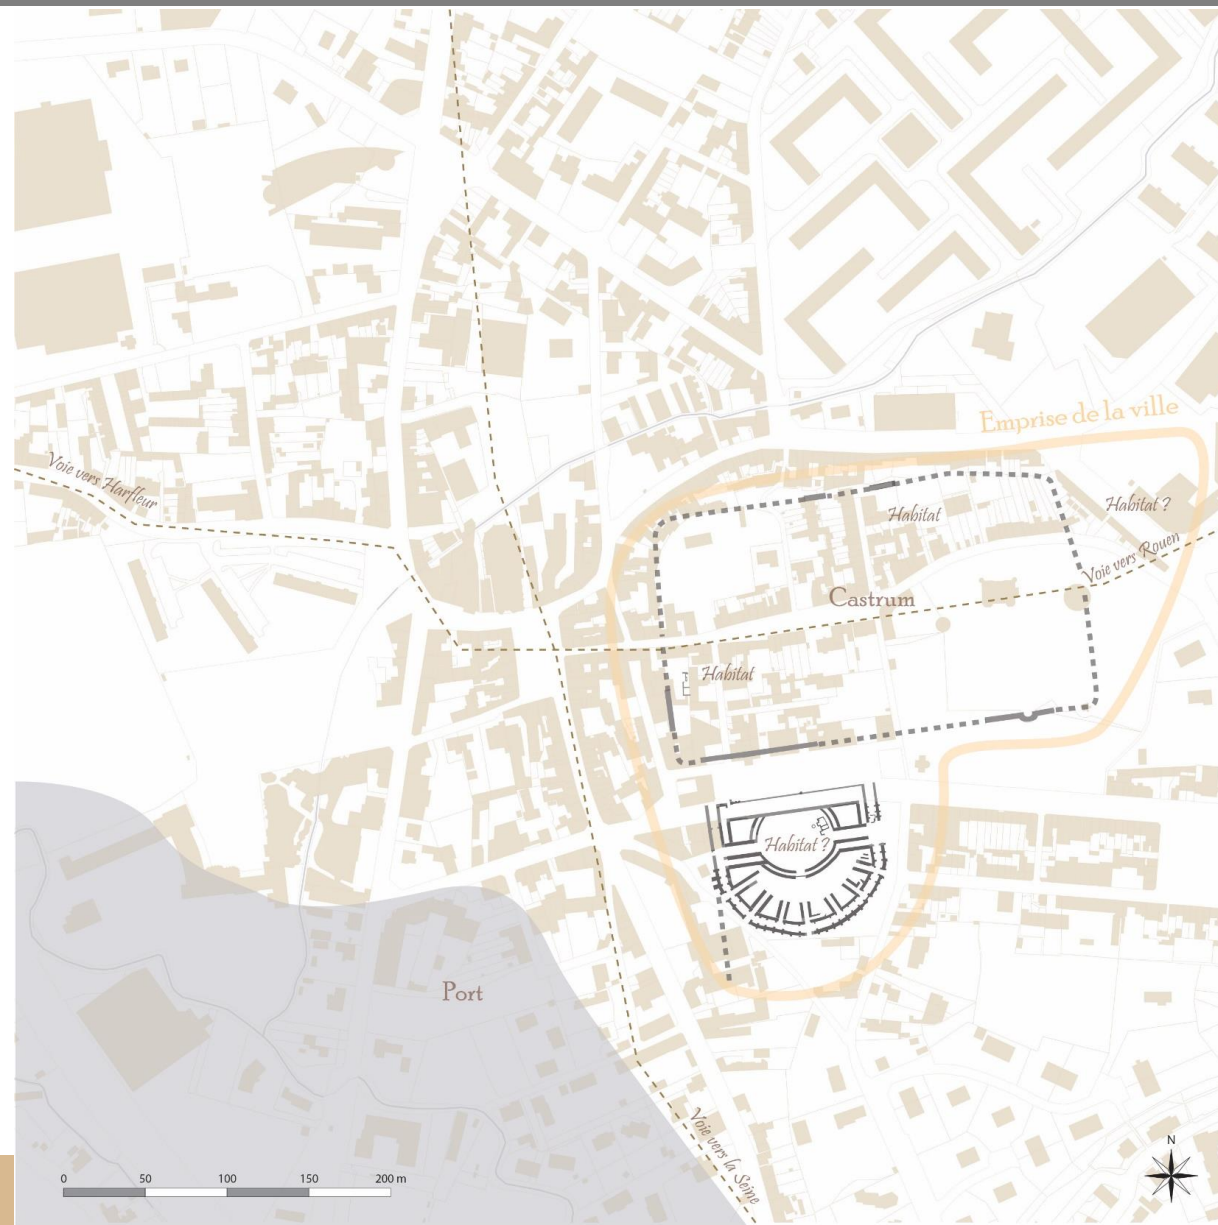 Emprise de la ville
Voie vers Harfleur
Habitat
Habitat ?
Voie vers Rouen
Castrum
Habitat
Habitat ?
Port
Voie vers la Seine
0 50 100 150 200 m
N